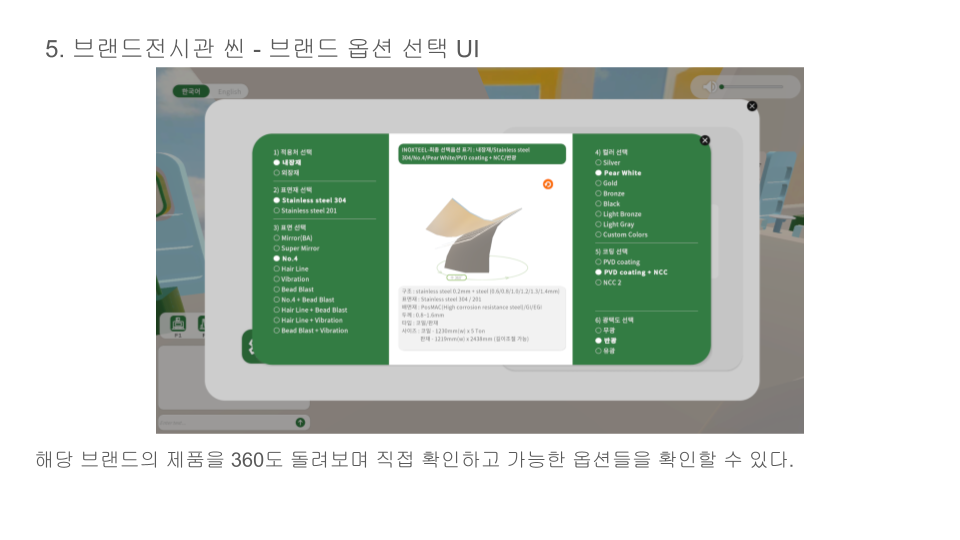 5. 브랜드전시관 씬 - 브랜드 옵션 선택 UI
한국어
English
1) 적용처 선택
내장재
외장재
2) 표면재 선택
Stainless steel 304
Stainless steel 201
3) 표면 선택
Mirror(BA)
Super Mirror
No.4
Hair Line
Vibration
Bead Blast
No.4 + Bead Blast
Hair Line + Bead Blast
Hair Line + Vibration
Bead Blast + Vibration
INOXTEEL-최종 선택옵션 표기 : 내장재/Stainless steel
304/No.4/Pear White/PVD coating + NCC/반광
구조 : stainless steel 0.2mm + steel (0.6/0.8/1.0/1.2/1.3/1.4mm)
표면재 : Stainless steel 304 / 201
배면재 : PosMAC(High corrosion resistance steel)/GI/EGI
두께 : 0.8~1.6mm
타입 : 코일/판재
사이즈 : 코일 - 1230mm(w) x 5 Ton
판재 - 1219mm(w) x 2438mm (길이조절 가능)
4) 컬러 선택
Silver
Pear White
Gold
Bronze
Black
Light Bronze
Light Gray
Custom Colors
5) 코팅 선택
PVD coating
PVD coating + NCC
NCC 2
6) 광택도 선택
무광
반광
유광
P1
해당 브랜드의 제품을 360도 돌려보며 직접 확인하고 가능한 옵션들을 확인할 수 있다.